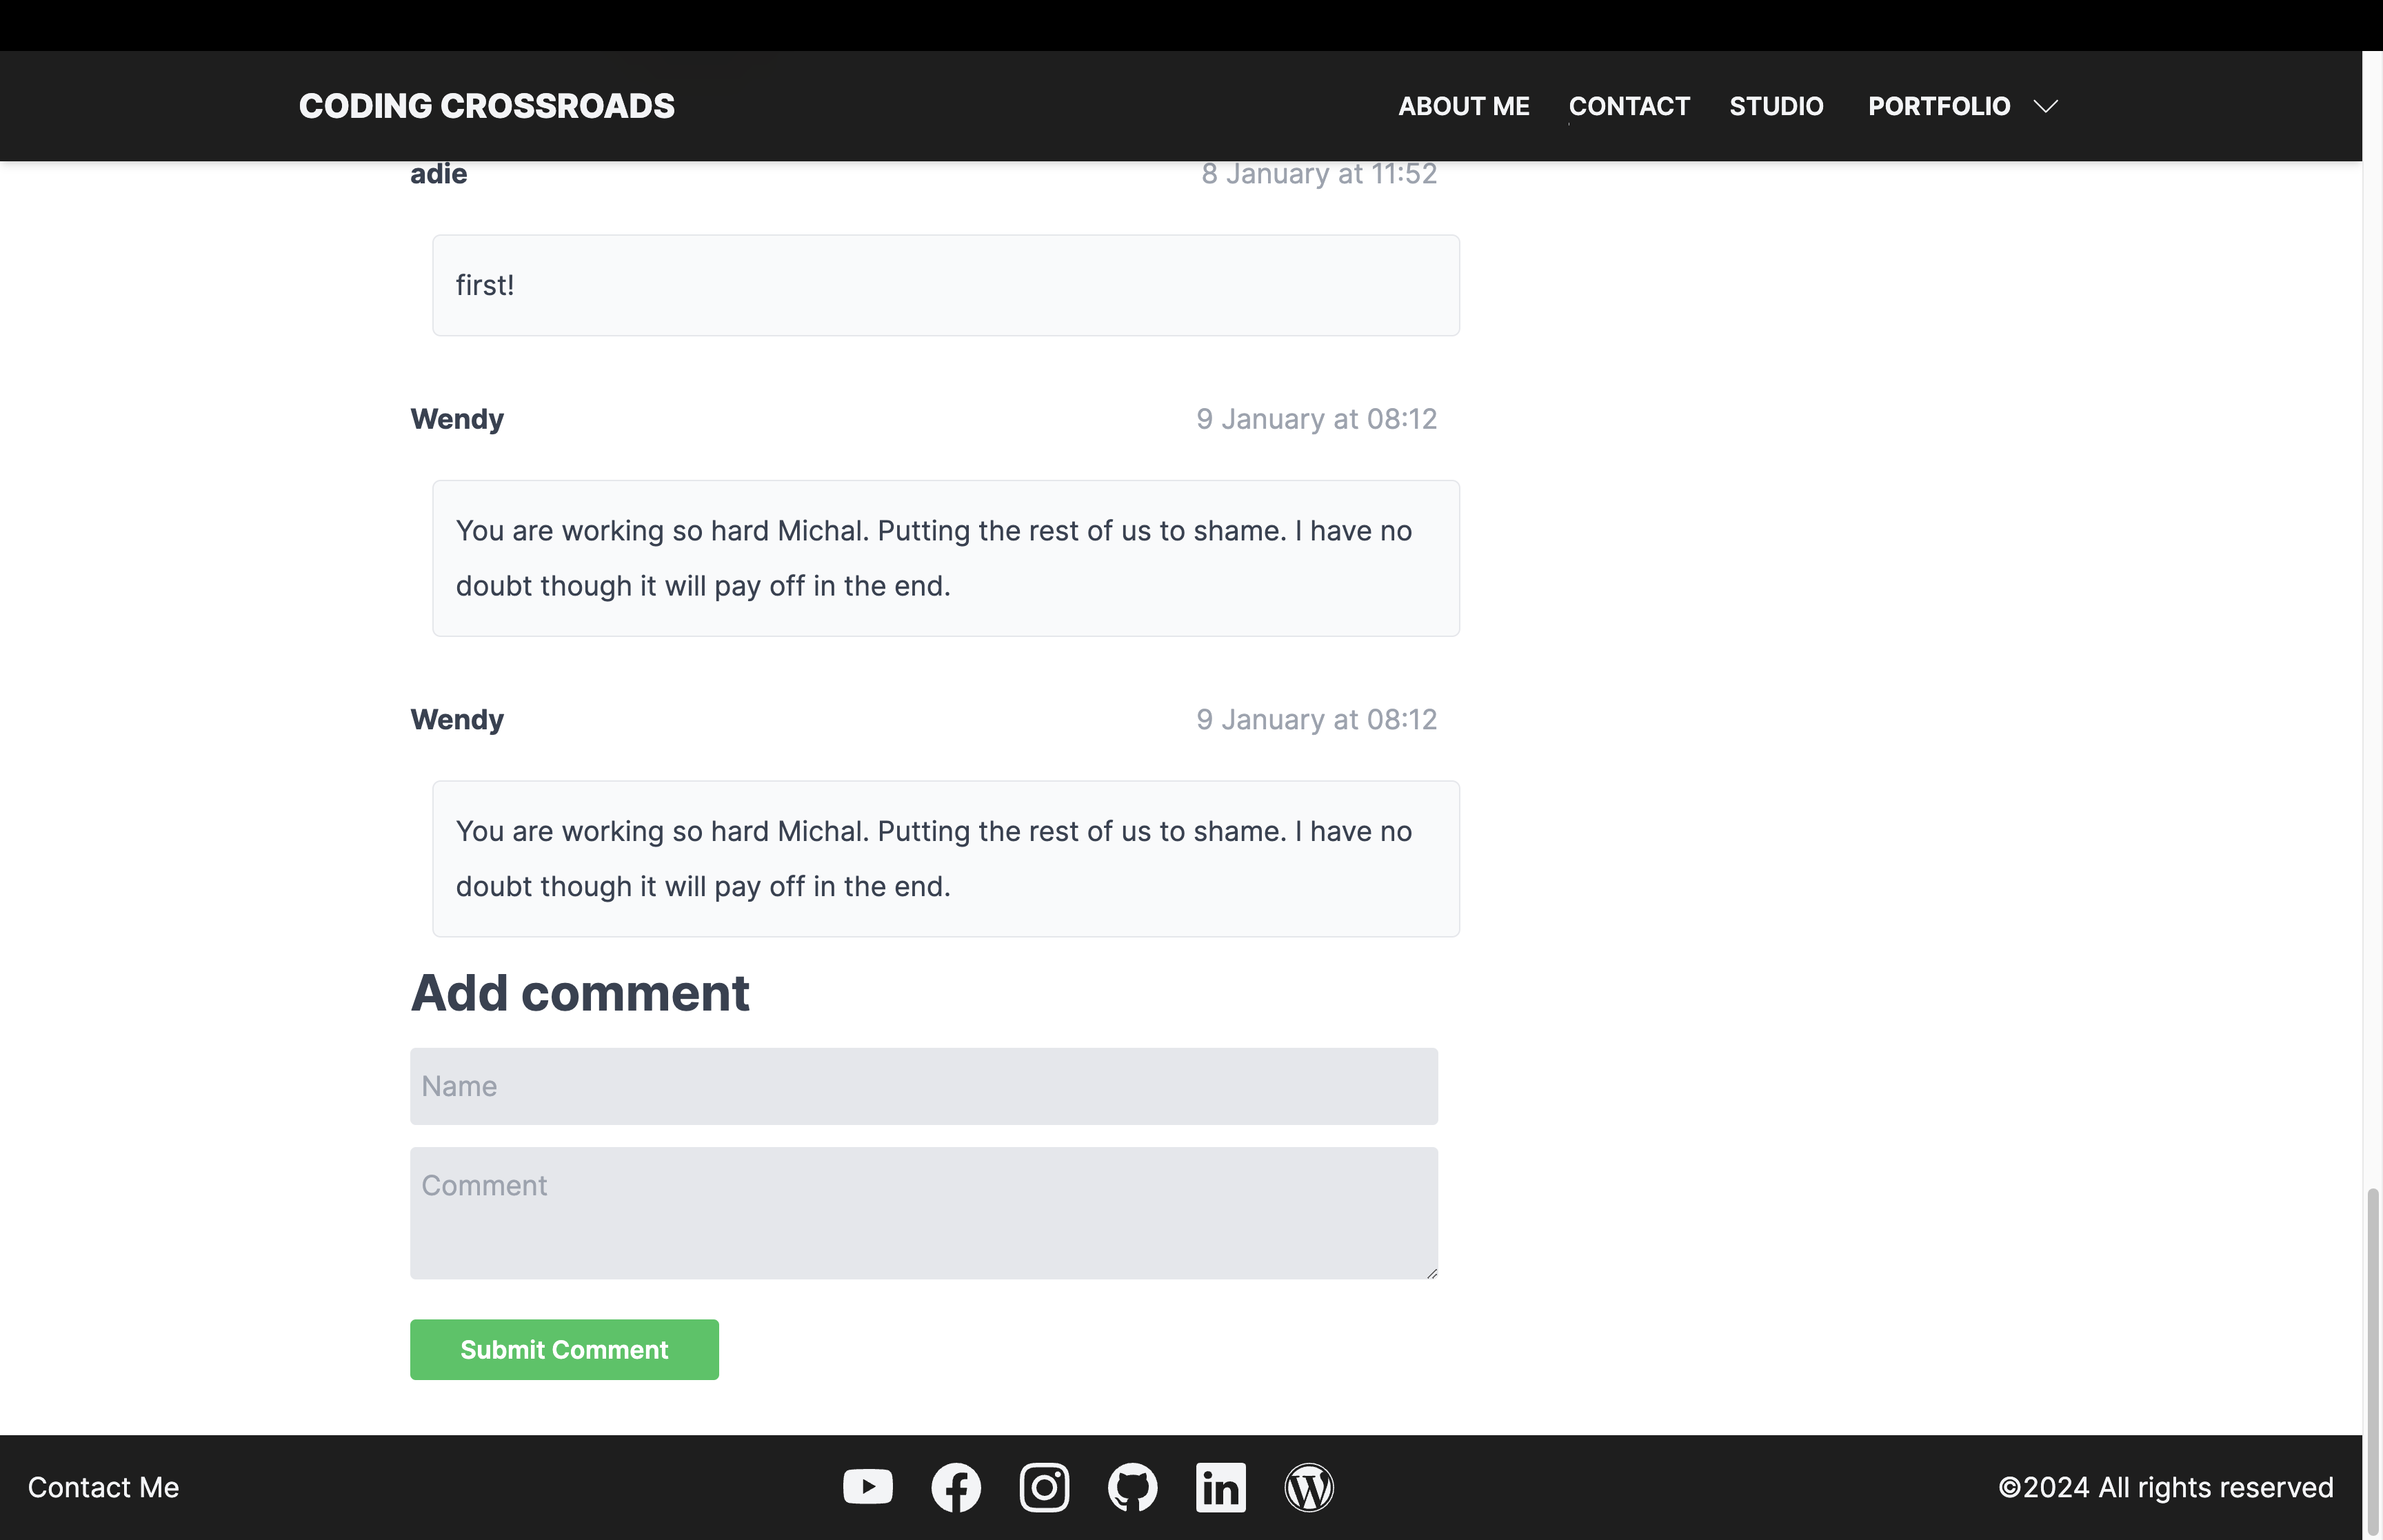 CODING CROSSROADS
ABOUT ME
CONTACT
STUDIO
PORTFOLIO
adie
8 January at 11:52
first!
Wendy
9 January at 08:12
You are working so hard Michal. Putting the rest of us to shame. I have no
doubt though it will pay off in the end.
Wendy
9 January at 08:12
You are working so hard Michal. Putting the rest of us to shame. I have no
doubt though it will pay off in the end.
Add comment
Name
Comment
Submit Comment
Contact Me
©2024 All rights reserved